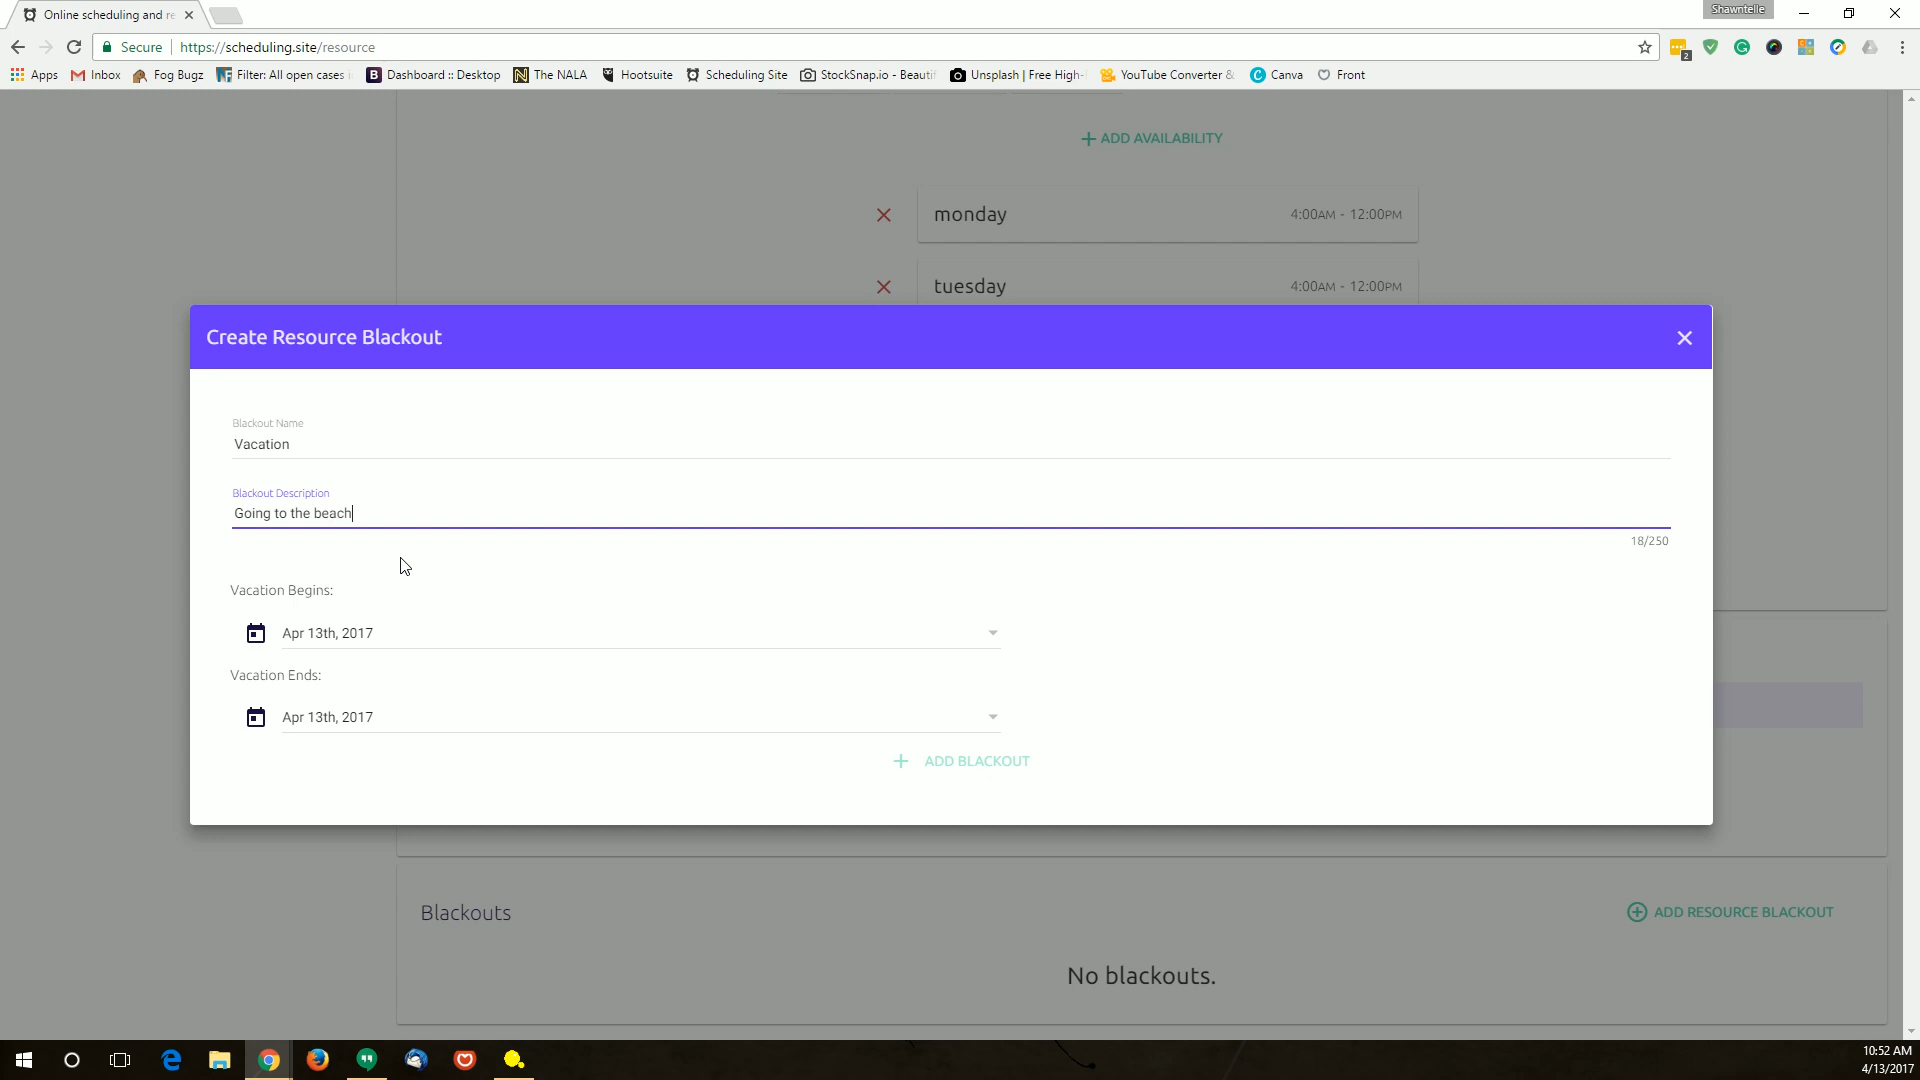 Online scheduling and re
Shawntelle
Secure
https://scheduling.site/resource
2
Apps
Inbox
Fog Bugz
Filter: All open cases i
Dashboard :: Desktop
The NALA
Hootsuite
Scheduling Site
StockSnap.io - Beauti
Unsplash | Free High-
YouTube Converter &
Canva
Front
ADD AVAILABILITY
monday
4:00AM - 12:00PM
tuesday
4:00AM - 12:00PM
Create Resource Blackout
Blackout Name
Vacation
Blackout Description
Going to the beach
18/250
Vacation Begins:
Apr 13th, 2017
Vacation Ends:
Apr 13th, 2017
ADD BLACKOUT
Blackouts
ADD RESOURCE BLACKOUT
No blackouts.
10:52 AM
4/13/2017